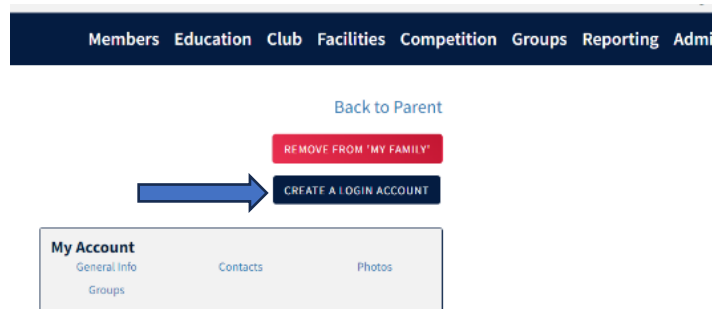 Members Education Club Facilities Competition Groups Reporting Admi
Back to Parent
REMOVE FROM 'MY FAMILY'
CREATE A LOGIN ACCOUNT
My Account
General Info Contacts Photos
Groups